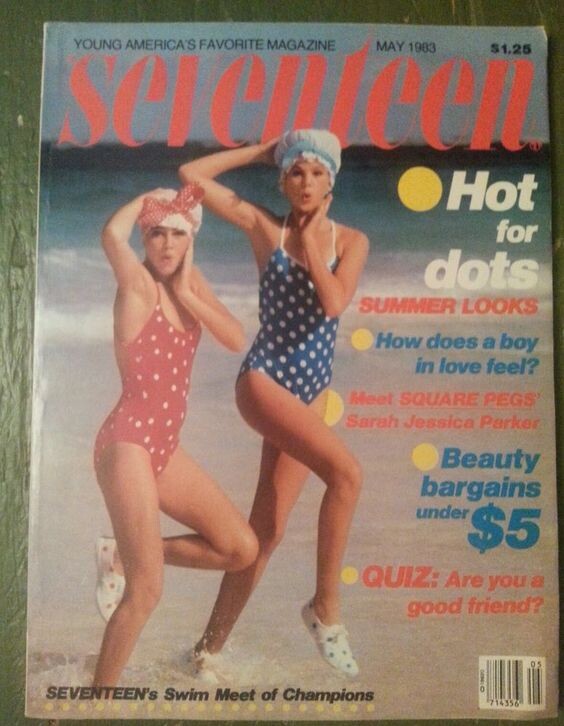 YOUNG AMERICA'S FAVORITE MAGAZINE MAY 1983 $1.25
seventeen®
Hot
for
dots
SUMMER LOOKS
How does a boy
in love feel?
Meet SQUARE PEGS'
Sarah Jessica Parker
Beauty
bargains
under $5
QUIZ: Are you a
good friend?
SEVENTEEN's Swim Meet of Champions
05
714356